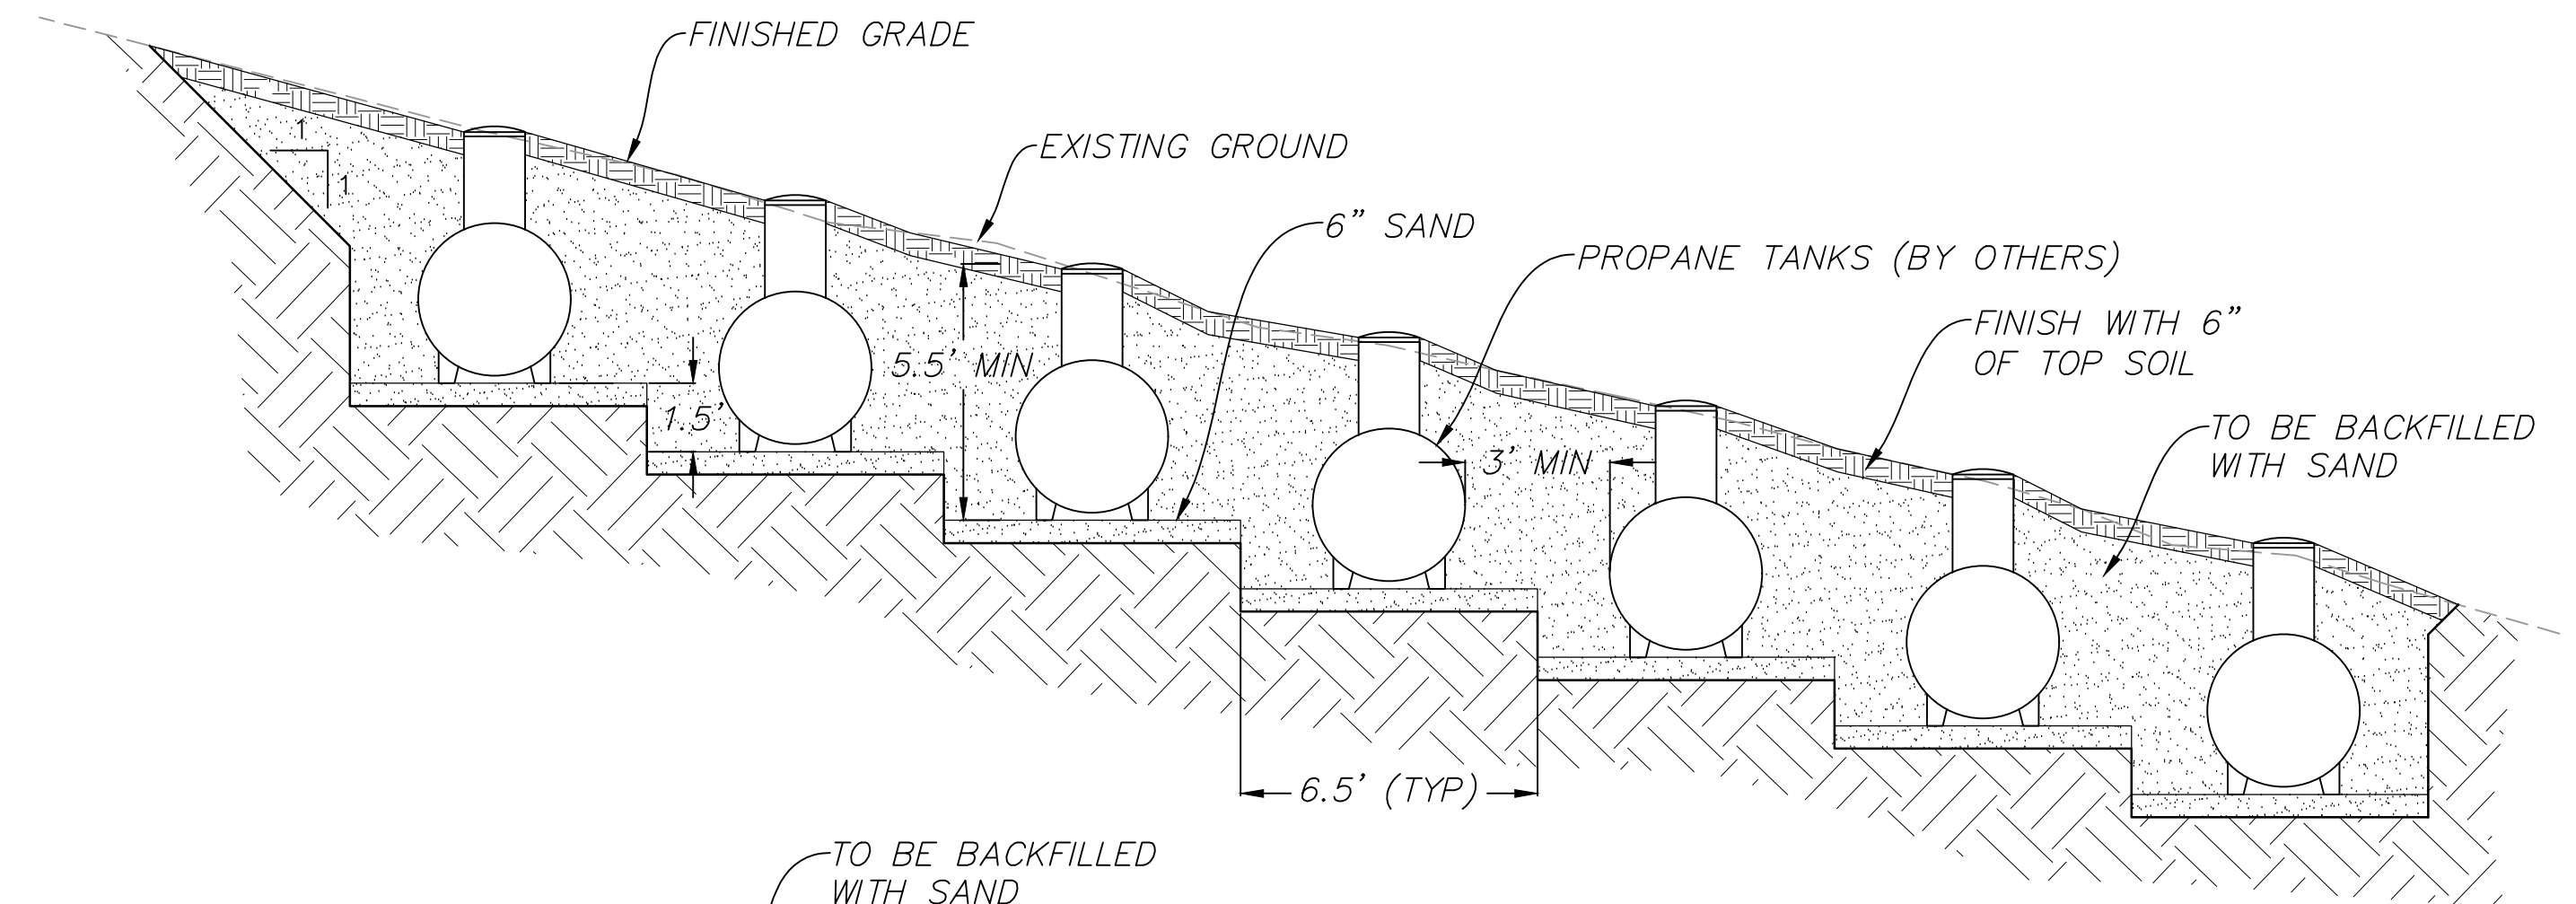 FINISHED GRADE
EXISTING GROUND
6” SAND
PROPANE TANKS (BY OTHERS)
FINISH WITH 6”
OF TOP SOIL
TO BE BACKFILLED
WITH SAND
1
1
1.5’
5.5’ MIN
3’ MIN
6.5’ (TYP)
TO BE BACKFILLED
WITH SAND